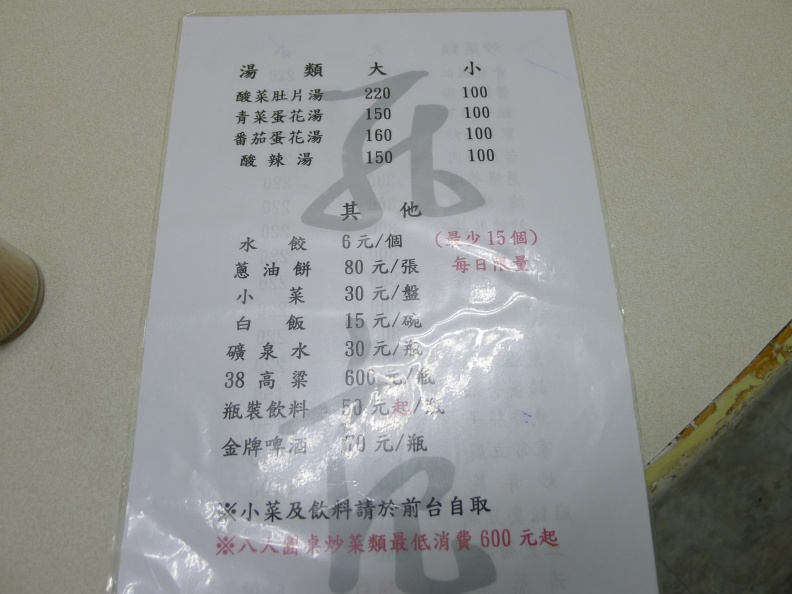 湯 類 大 小
酸菜肚片湯 220 100
青菜蛋花湯 150 100
番茄蛋花湯 160 100
酸辣湯 150 100
其他
水餃 6元/個 (最少15個)
蔥油餅 80元/張 每日限量
小菜 30元/盤
白飯 15元/碗
礦泉水 30元/瓶
38高粱 600元/瓶
瓶裝飲料 50元起/瓶
金牌啤酒 70元/瓶
※小菜及飲料請於前台自取
※八人圓桌炒菜類最低消費600元起